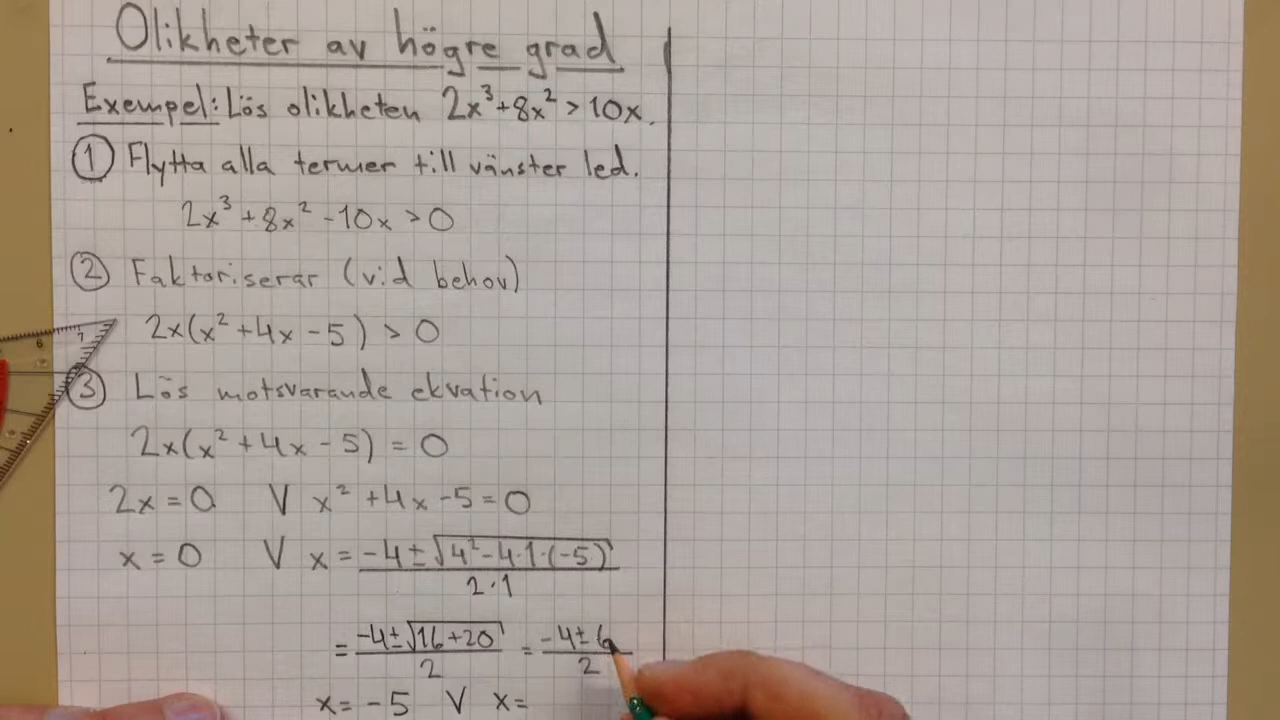 Olikheter av högre grad
Exempel: Lös olikheten 2x³+8x²>10x.
① Flytta alla termer till vänster led.
2x³+8x²-10x>0
② Faktoriserar (vid behov)
2x(x²+4x-5)>0
③ Lös motsvarande ekvation
2x(x²+4x-5)=0
2x=0 V x²+4x-5=0
x=0 V x=(-4±√(4²-4·1·(-5)))/(2·1)
=(-4±√(16+20))/2=(-4±6)/2
x=-5 V x=